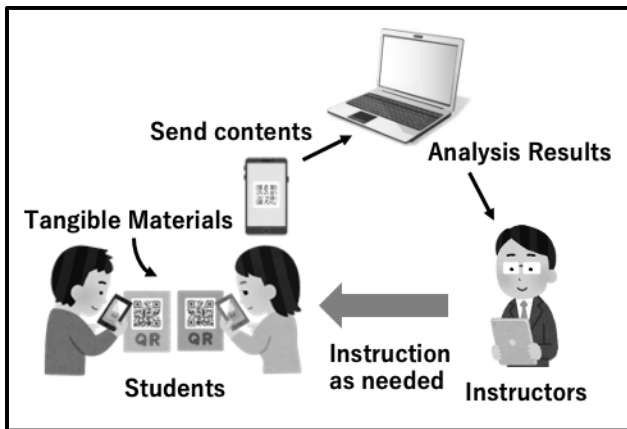 Send contents
Analysis Results
Tangible Materials
QR
QR
Instruction
as needed
Students
Instructors